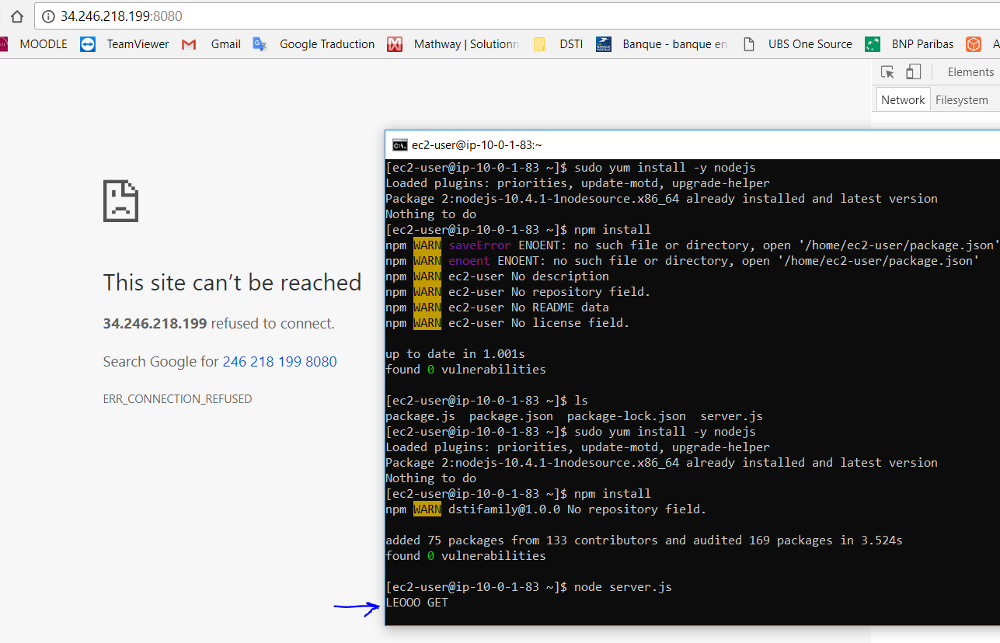 34.246.218.199:8080
MOODLE TeamViewer Gmail Google Traduction Mathway | Solutionn DSTI Banque - banque en UBS One Source BNP Paribas A
Elements
Network Filesystem
This site can’t be reached
34.246.218.199 refused to connect.
Search Google for 246 218 199 8080
ERR_CONNECTION_REFUSED
ec2-user@ip-10-0-1-83:~
[ec2-user@ip-10-0-1-83 ~]$ sudo yum install -y nodejs
Loaded plugins: priorities, update-motd, upgrade-helper
Package 2:nodejs-10.4.1-1nodesource.x86_64 already installed and latest version
Nothing to do
[ec2-user@ip-10-0-1-83 ~]$ npm install
npm WARN saveError ENOENT: no such file or directory, open '/home/ec2-user/package.json'
npm WARN enoent ENOENT: no such file or directory, open '/home/ec2-user/package.json'
npm WARN ec2-user No description
npm WARN ec2-user No repository field.
npm WARN ec2-user No README data
npm WARN ec2-user No license field.
up to date in 1.001s
found 0 vulnerabilities
[ec2-user@ip-10-0-1-83 ~]$ ls
package.js package.json package-lock.json server.js
[ec2-user@ip-10-0-1-83 ~]$ sudo yum install -y nodejs
Loaded plugins: priorities, update-motd, upgrade-helper
Package 2:nodejs-10.4.1-1nodesource.x86_64 already installed and latest version
Nothing to do
[ec2-user@ip-10-0-1-83 ~]$ npm install
npm WARN dstifamily@1.0.0 No repository field.
added 75 packages from 133 contributors and audited 169 packages in 3.524s
found 0 vulnerabilities
[ec2-user@ip-10-0-1-83 ~]$ node server.js
LEOOO GET